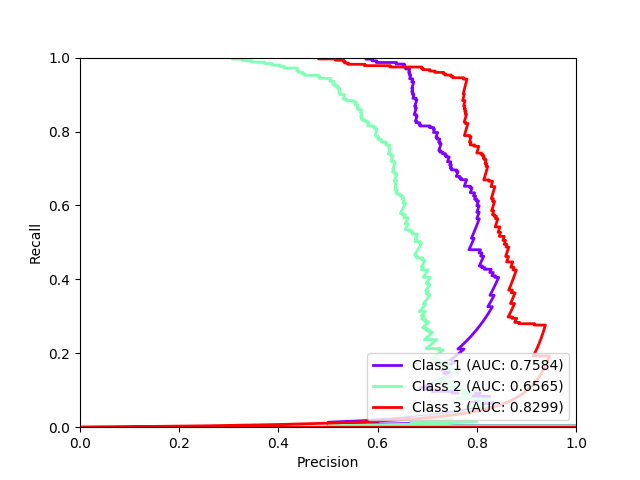 1.0
0.8
0.6
0.4
0.2
0.0
Recall
Class 1 (AUC: 0.7584)
Class 2 (AUC: 0.6565)
Class 3 (AUC: 0.8299)
0.0 0.2 0.4 0.6 0.8 1.0
Precision